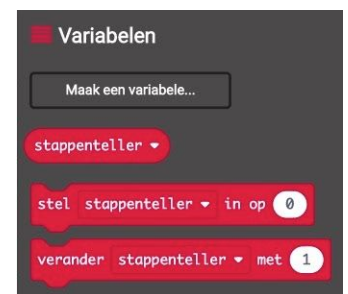 Variabelen
Maak een variabele...
stappenteller
stel stappenteller in op 0
verander stappenteller met 1